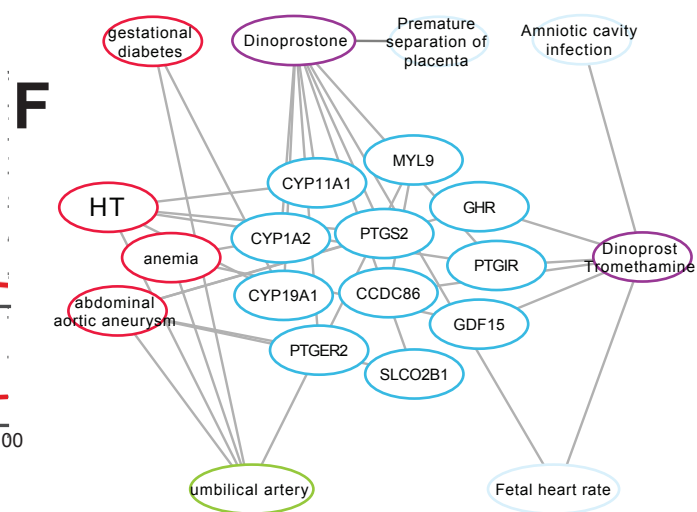 F
gestational
diabetes
Dinoprostone
Premature
separation of
placenta
Amniotic cavity
infection
MYL9
CYP11A1
HT
GHR
PTGS2
CYP1A2
anemia
Dinoprost
Tromethamine
PTGIR
CYP19A1
CCDC86
abdominal
aortic aneurysm
GDF15
PTGER2
SLCO2B1
00
umbilical artery
Fetal heart rate